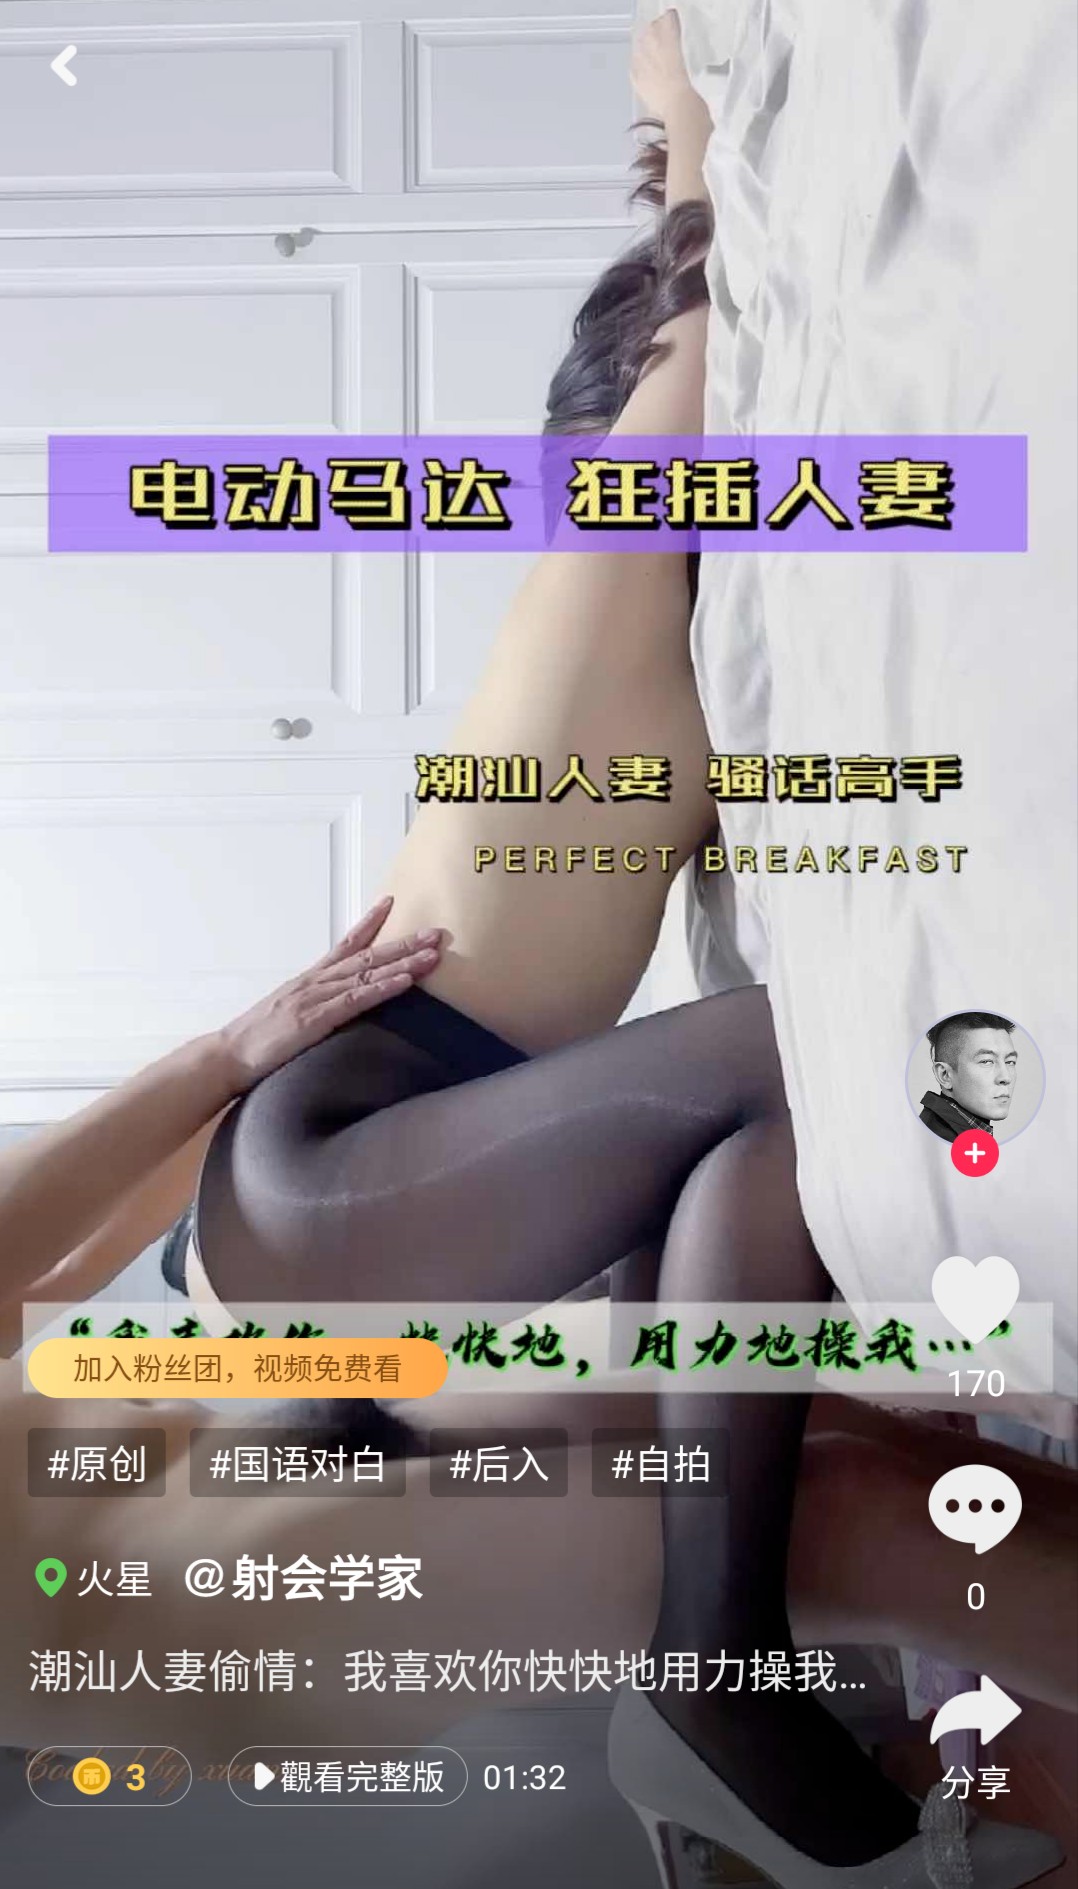 电动马达 狂插人妻
潮汕人妻 骚话高手
PERFECT BREAKFAST
快地，用力地操我…”
加入粉丝团，视频免费看
170
#原创 #国语对白 #后入 #自拍
0
火星 @射会学家
潮汕人妻偷情：我喜欢你快快地用力操我...
币 3 觀看完整版 01:32
分享